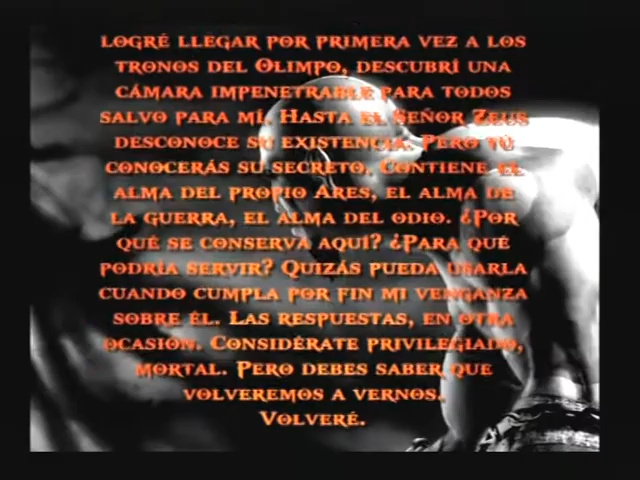 LOGRÉ LLEGAR POR PRIMERA VEZ A LOS
TRONOS DEL OLIMPO, DESCUBRÍ UNA
CÁMARA IMPENETRABLE PARA TODOS
SALVO PARA MÍ. HASTA EL SEÑOR ZEUS
DESCONOCE SU EXISTENCIA. PERO TÚ
CONOCERÁS SU SECRETO. CONTIENE EL
ALMA DEL PROPIO ARES, EL ALMA DE
LA GUERRA, EL ALMA DEL ODIO. ¿POR
QUÉ SE CONSERVA AQUÍ? ¿PARA QUÉ
PODRÍA SERVIR? QUIZÁS PUEDA USARLA
CUANDO CUMPLA POR FIN MI VENGANZA
SOBRE ÉL. LAS RESPUESTAS, EN OTRA
OCASIÓN. CONSIDÉRATE PRIVILEGIADO,
MORTAL. PERO DEBES SABER QUE
VOLVEREMOS A VERNOS.
VOLVERÉ.